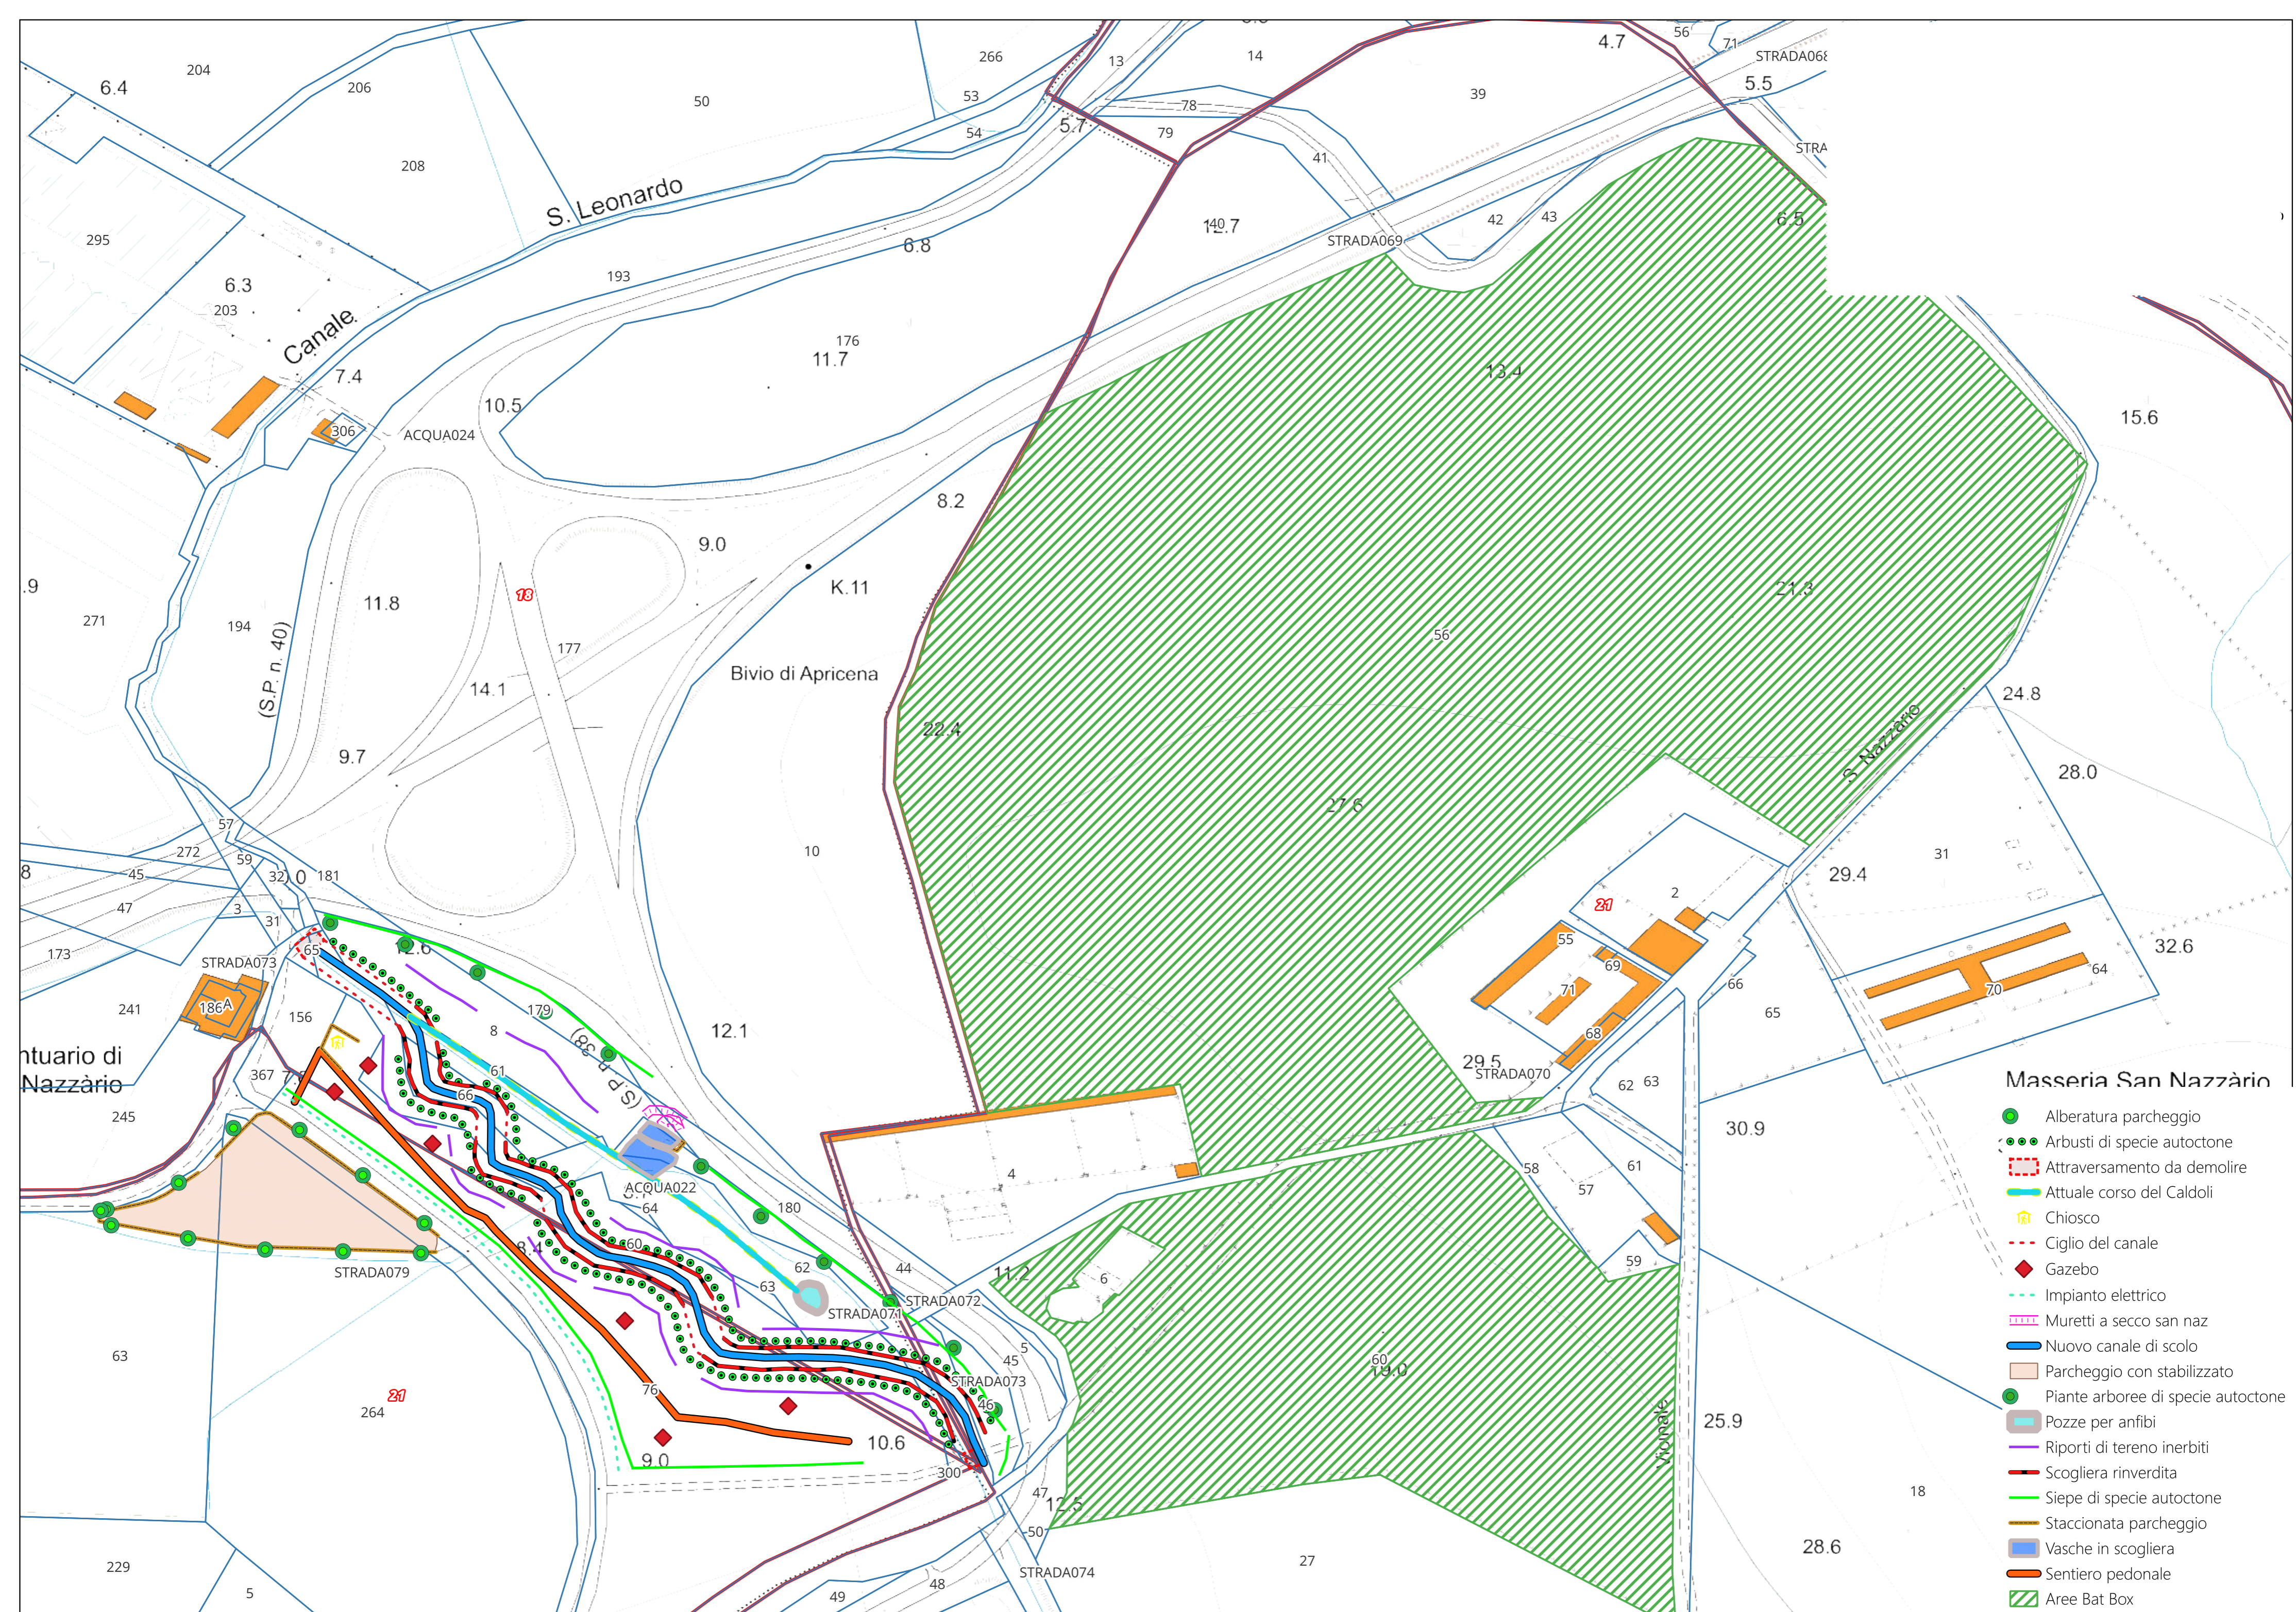 56
71
4.7
STRADA068
266
13
14
5.5
204
6.4
206
50
53
39
78
54
5.7
79
STRA
208
41
S. Leonardo
42
43
6.5
STRADA069
295
6.8
193
6.3
203
Canale
176
11.7
13.4
7.4
10.5
306
ACQUA024
15.6
8.2
9.0
.9
K.11
21.3
18
11.8
271
194
177
56
(S.P. n. 40)
Bivio di Apricena
14.1
24.8
22.4
S. Nazzàrio
9.7
28.0
27.6
57
272
59
10
31
8
45
32
181
29.4
2
21
47
3
31
55
32.6
173
65
12.6
STRADA073
69
64
241
186
A
156
179
71
70
66
8
12.1
65
68
ntuario di
Nazzàrio
367
61
29.5
STRADA070
62
63
Masseria San Nazzàrio
245
66
30.9
4
58
61
ACQUA022
57
64
180
8.4
60
59
STRADA079
62
44
11.2
6
63
STRADA072
STRADA071
63
5
45
60
19.0
76
STRADA073
21
264
46
25.9
Vicinale
10.6
9.0
300
47
12.5
18
50
28.6
229
27
STRADA074
5
49
48
Alberatura parcheggio
Arbusti di specie autoctone
Attraversamento da demolire
Attuale corso del Caldoli
Chiosco
Ciglio del canale
Gazebo
Impianto elettrico
Muretti a secco san naz
Nuovo canale di scolo
Parcheggio con stabilizzato
Piante arboree di specie autoctone
Pozze per anfibi
Riporti di tereno inerbiti
Scogliera rinverdita
Siepe di specie autoctone
Staccionata parcheggio
Vasche in scogliera
Sentiero pedonale
Aree Bat Box